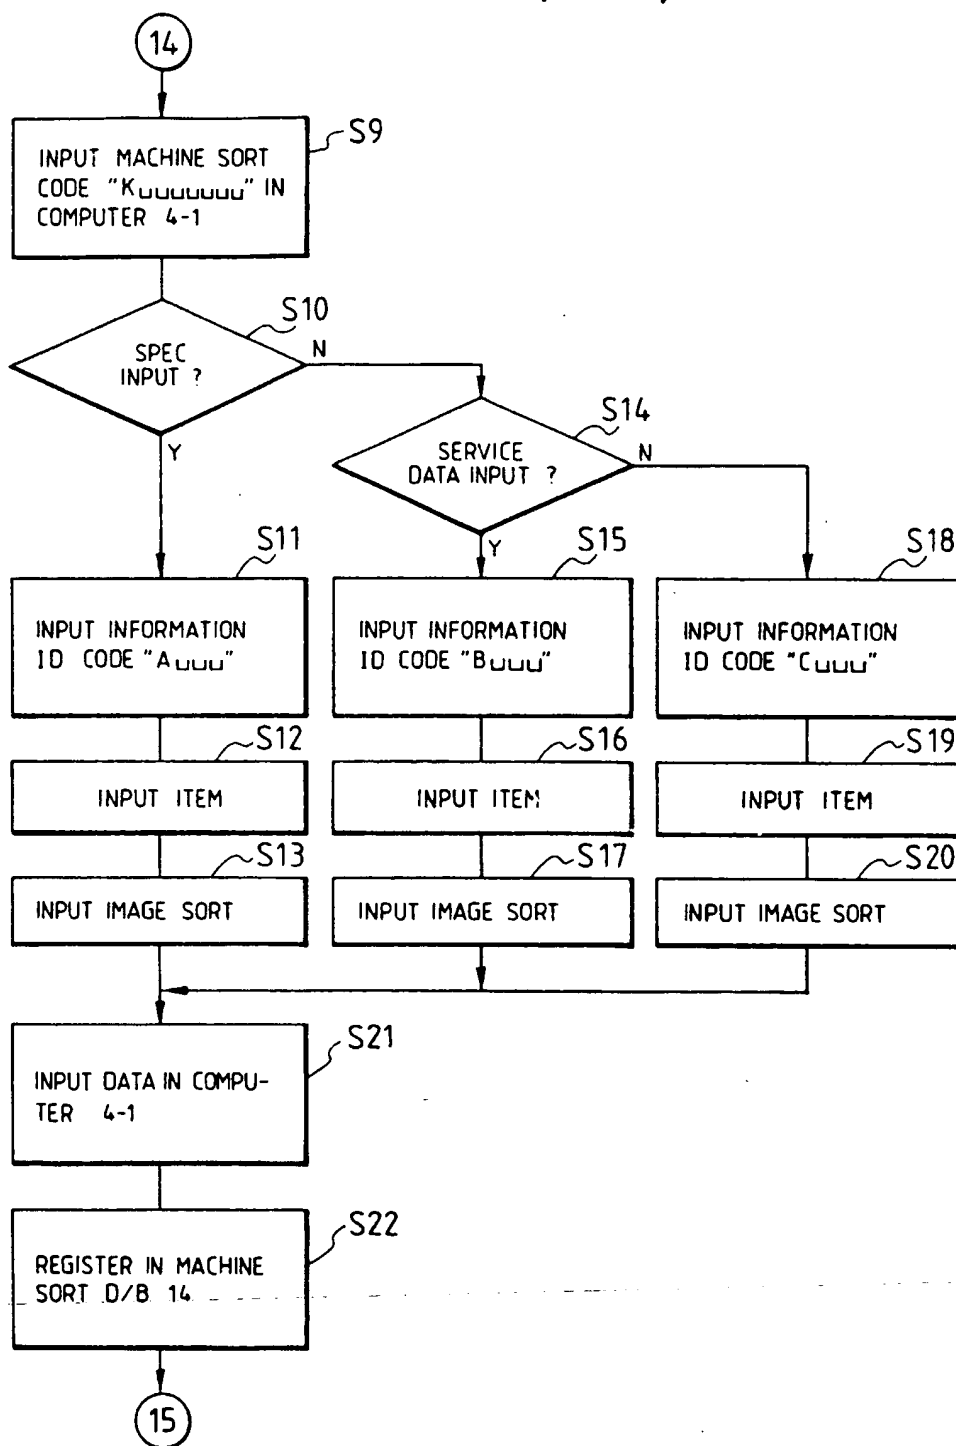 14
S9
INPUT MACHINE SORT
CODE "K␣␣␣␣␣␣␣" IN
COMPUTER 4-1
S10
SPEC
INPUT ?
N
Y
S14
SERVICE
DATA INPUT ?
N
Y
S11
INPUT INFORMATION
ID CODE "A␣␣␣"
S15
INPUT INFORMATION
ID CODE "B␣␣␣"
S18
INPUT INFORMATION
ID CODE "C␣␣␣"
S12
INPUT ITEM
S16
INPUT ITEM
S19
INPUT ITEM
S13
INPUT IMAGE SORT
S17
INPUT IMAGE SORT
S20
INPUT IMAGE SORT
S21
INPUT DATA IN COMPU-
TER 4-1
S22
REGISTER IN MACHINE
SORT D/B 14
15